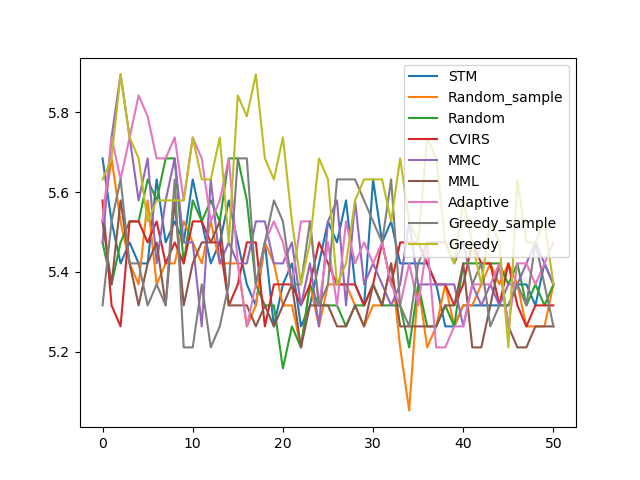 STM
Random_sample
Random
CVIRS
MMC
MML
Adaptive
Greedy_sample
Greedy
5.8
5.6
5.4
5.2
0 10 20 30 40 50